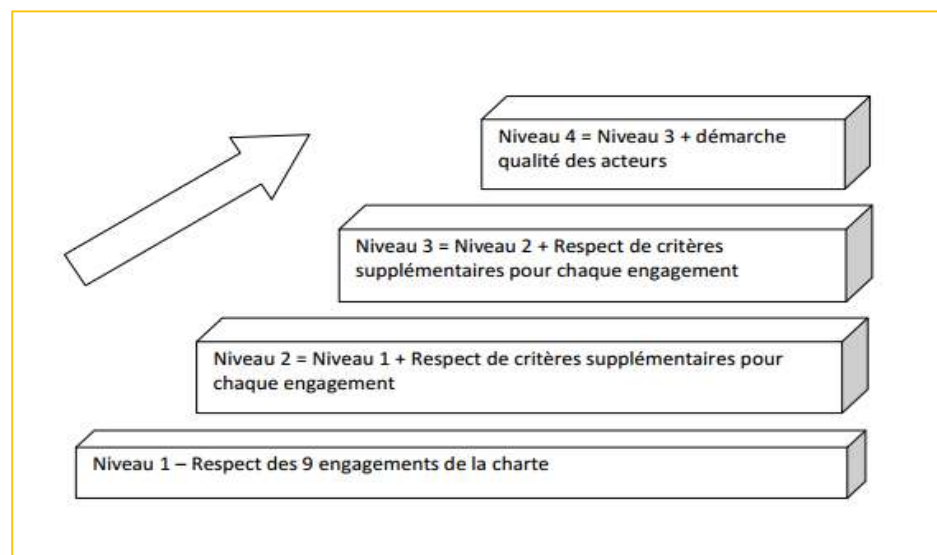 Niveau 4 = Niveau 3 + démarche
qualité des acteurs
Niveau 3 = Niveau 2 + Respect de critères
supplémentaires pour chaque engagement
Niveau 2 = Niveau 1 + Respect de critères supplémentaires pour
chaque engagement
Niveau 1 – Respect des 9 engagements de la charte